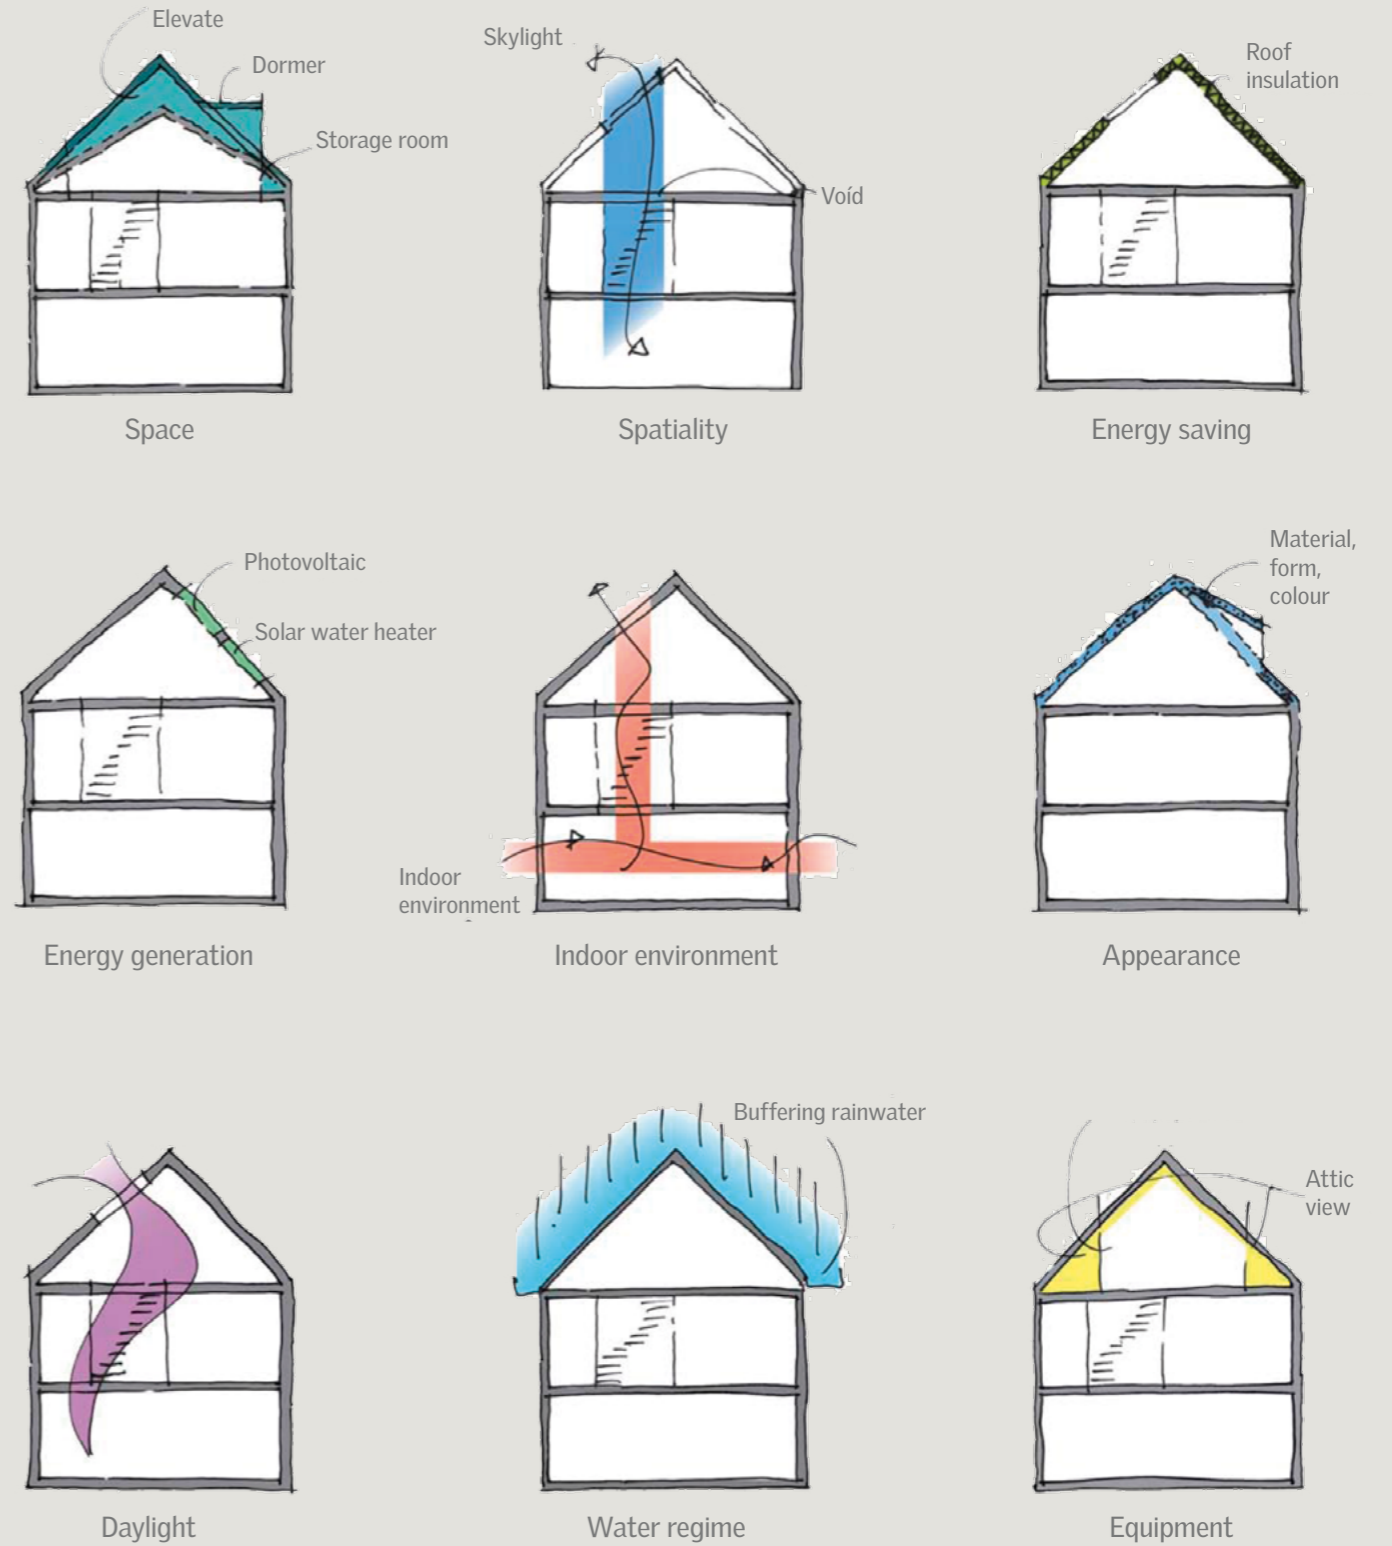 Elevate
Dormer
Storage room
Space
Skylight
Voíd
Spatiality
Roof
insulation
Energy saving
Photovoltaic
Solar water heater
Energy generation
Indoor
environment
Indoor environment
Material,
form,
colour
Appearance
Daylight
Buffering rainwater
Water regime
Attic
view
Equipment